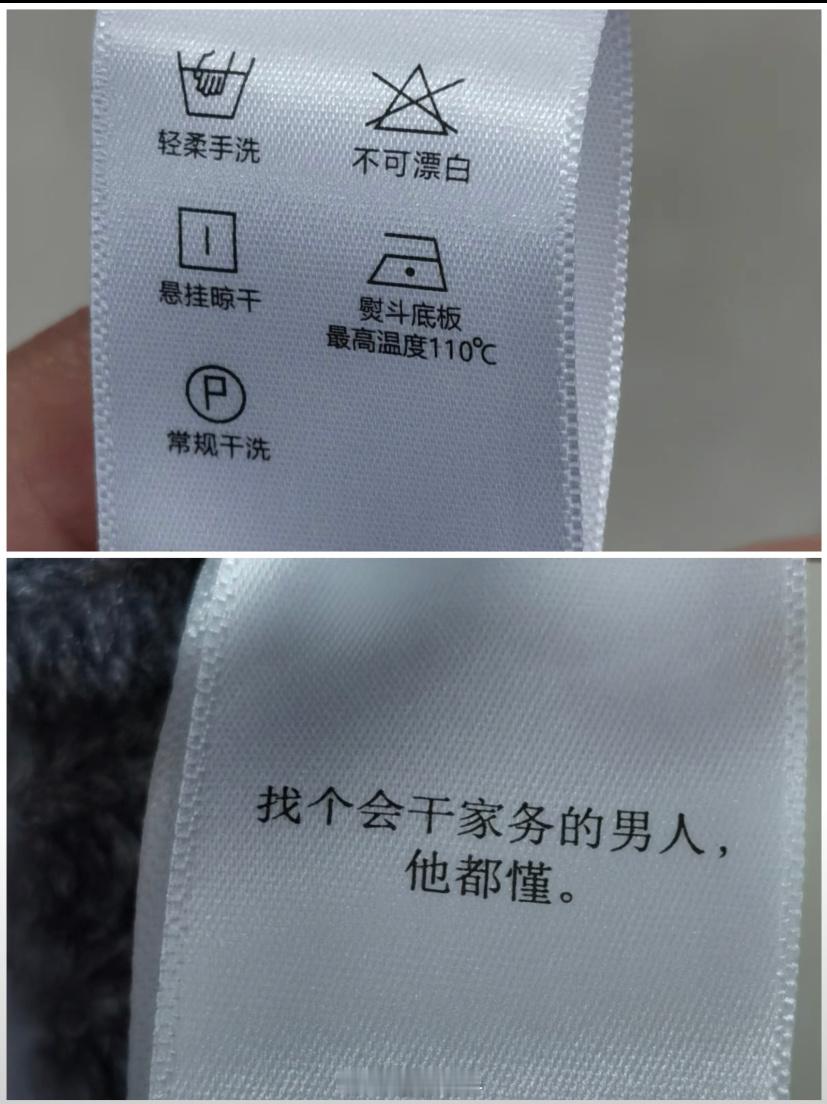 轻柔手洗
不可漂白
悬挂晾干
熨斗底板
最高温度110℃
P
常规干洗
找个会干家务的男人，
他都懂。